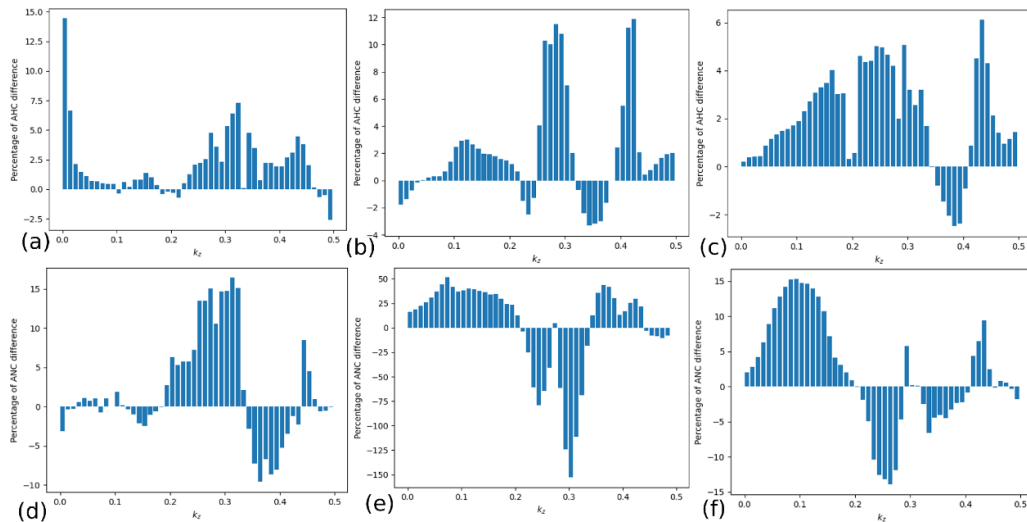 15.0
12.5
10.0
7.5
5.0
2.5
0.0
−2.5
Percentage of AHC difference
0.0 0.1 0.2 0.3 0.4 0.5
k_z
(a)
12
10
8
6
4
2
0
−2
−4
Percentage of AHC difference
0.0 0.1 0.2 0.3 0.4 0.5
k_z
(b)
6
4
2
0
2
Percentage of AHC difference
0.0 0.1 0.2 0.3 0.4 0.5
k_z
(c)
15
10
5
0
−5
−10
Percentage of ANC difference
0.0 0.1 0.2 0.3 0.4 0.5
k_z
(d)
50
25
0
−25
−50
−75
−100
−125
−150
Percentage of ANC difference
0.0 0.1 0.2 0.3 0.4 0.5
k_z
(e)
15
10
5
0
−5
−10
−15
Percentage of ANC difference
0.0 0.1 0.2 0.3 0.4 0.5
k_z
(f)